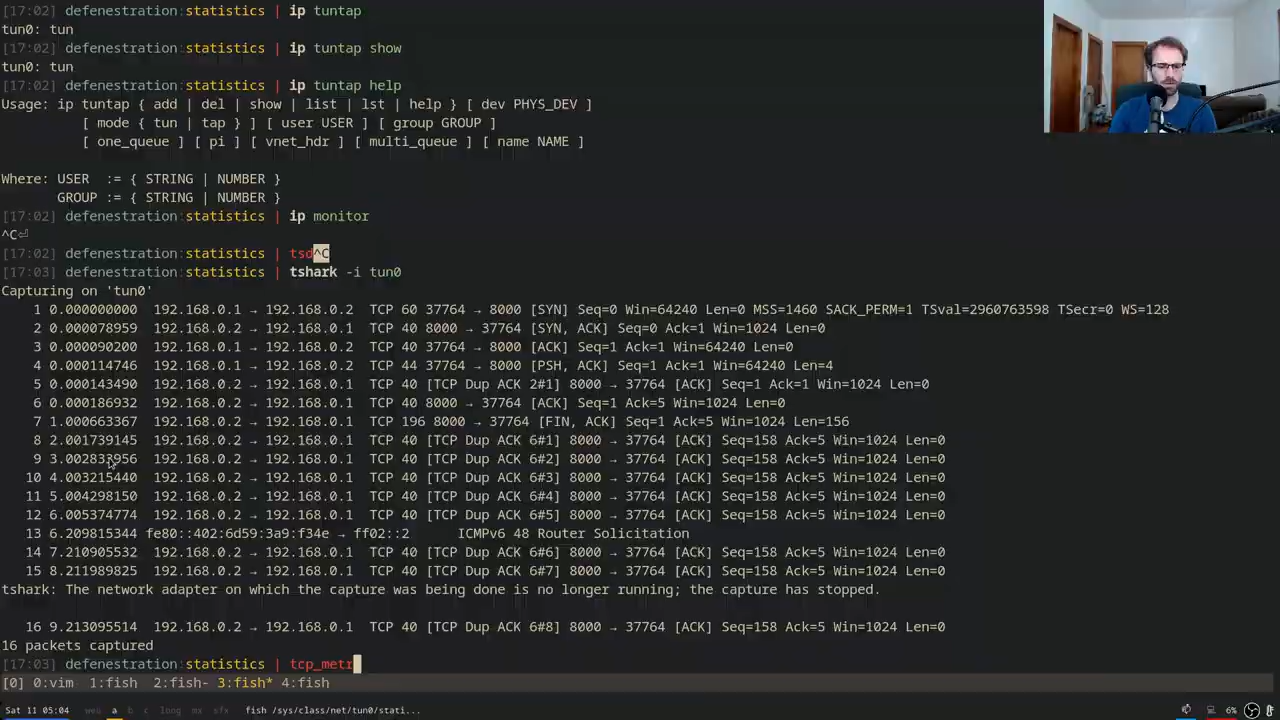 [17:02] defenestration:statistics | ip tuntap
tun0: tun
[17:02] defenestration:statistics | ip tuntap show
tun0: tun
[17:02] defenestration:statistics | ip tuntap help
Usage: ip tuntap { add | del | show | list | lst | help } [ dev PHYS_DEV ]
[ mode { tun | tap } ] [ user USER ] [ group GROUP ]
[ one_queue ] [ pi ] [ vnet_hdr ] [ multi_queue ] [ name NAME ]
Where: USER := { STRING | NUMBER }
GROUP := { STRING | NUMBER }
[17:02] defenestration:statistics | ip monitor
^C⏎
[17:02] defenestration:statistics | tsd^C
[17:03] defenestration:statistics | tshark -i tun0
Capturing on 'tun0'
1 0.000000000 192.168.0.1 → 192.168.0.2 TCP 60 37764 → 8000 [SYN] Seq=0 Win=64240 Len=0 MSS=1460 SACK_PERM=1 TSval=2960763598 TSecr=0 WS=128
2 0.000078959 192.168.0.2 → 192.168.0.1 TCP 40 8000 → 37764 [SYN, ACK] Seq=0 Ack=1 Win=1024 Len=0
3 0.000090200 192.168.0.1 → 192.168.0.2 TCP 40 37764 → 8000 [ACK] Seq=1 Ack=1 Win=64240 Len=0
4 0.000114746 192.168.0.1 → 192.168.0.2 TCP 44 37764 → 8000 [PSH, ACK] Seq=1 Ack=1 Win=64240 Len=4
5 0.000143490 192.168.0.2 → 192.168.0.1 TCP 40 [TCP Dup ACK 2#1] 8000 → 37764 [ACK] Seq=1 Ack=1 Win=1024 Len=0
6 0.000186932 192.168.0.2 → 192.168.0.1 TCP 40 8000 → 37764 [ACK] Seq=1 Ack=5 Win=1024 Len=0
7 1.000663367 192.168.0.2 → 192.168.0.1 TCP 196 8000 → 37764 [FIN, ACK] Seq=1 Ack=5 Win=1024 Len=156
8 2.001739145 192.168.0.2 → 192.168.0.1 TCP 40 [TCP Dup ACK 6#1] 8000 → 37764 [ACK] Seq=158 Ack=5 Win=1024 Len=0
9 3.002833956 192.168.0.2 → 192.168.0.1 TCP 40 [TCP Dup ACK 6#2] 8000 → 37764 [ACK] Seq=158 Ack=5 Win=1024 Len=0
10 4.003215440 192.168.0.2 → 192.168.0.1 TCP 40 [TCP Dup ACK 6#3] 8000 → 37764 [ACK] Seq=158 Ack=5 Win=1024 Len=0
11 5.004298150 192.168.0.2 → 192.168.0.1 TCP 40 [TCP Dup ACK 6#4] 8000 → 37764 [ACK] Seq=158 Ack=5 Win=1024 Len=0
12 6.005374774 192.168.0.2 → 192.168.0.1 TCP 40 [TCP Dup ACK 6#5] 8000 → 37764 [ACK] Seq=158 Ack=5 Win=1024 Len=0
13 6.209815344 fe80::402:6d59:3a9:f34e → ff02::2 ICMPv6 48 Router Solicitation
14 7.210905532 192.168.0.2 → 192.168.0.1 TCP 40 [TCP Dup ACK 6#6] 8000 → 37764 [ACK] Seq=158 Ack=5 Win=1024 Len=0
15 8.211989825 192.168.0.2 → 192.168.0.1 TCP 40 [TCP Dup ACK 6#7] 8000 → 37764 [ACK] Seq=158 Ack=5 Win=1024 Len=0
tshark: The network adapter on which the capture was being done is no longer running; the capture has stopped.
16 9.213095514 192.168.0.2 → 192.168.0.1 TCP 40 [TCP Dup ACK 6#8] 8000 → 37764 [ACK] Seq=158 Ack=5 Win=1024 Len=0
16 packets captured
[17:03] defenestration:statistics | tcp_metr
[0] 0:vim 1:fish 2:fish- 3:fish* 4:fish
Sat 11 05:04 a b c long ma sfx fish /sys/class/net/tun0/stati... 6%